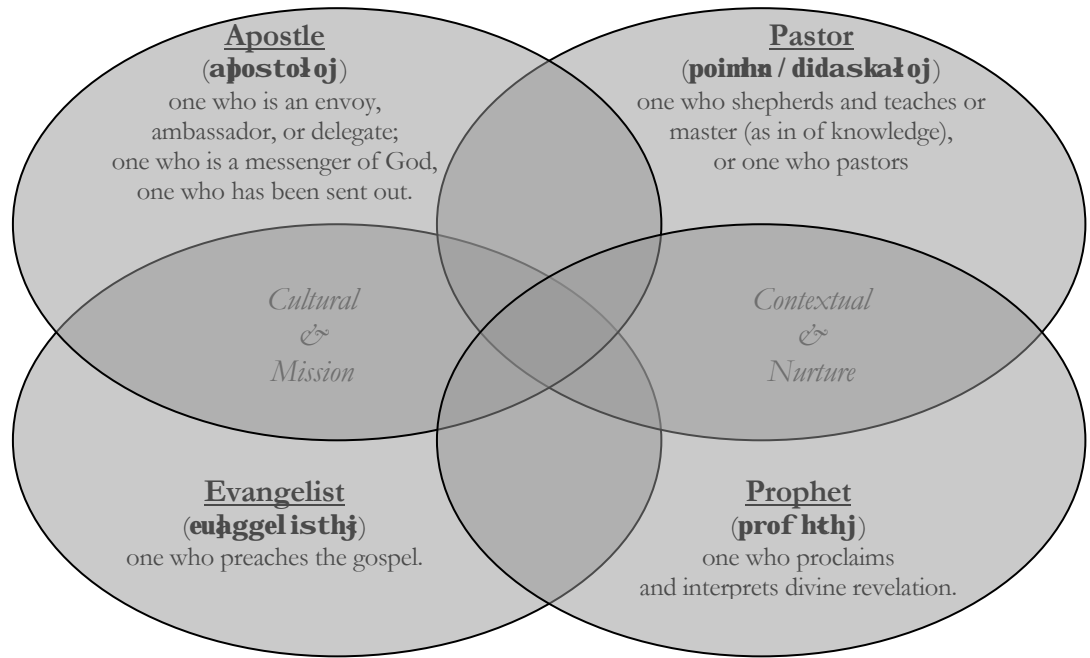 Apostle
one who is an envoy,
ambassador, or delegate;
one who is a messenger of God,
one who has been sent out.
Pastor
/ didaskał oj)
one who shepherds and teaches or
master (as in of knowledge),
or one who pastors
Cultural
&
Mission
Contextual
&
Nurture
Evangelist
one who preaches the gospel.
Prophet
one who proclaims
and interprets divine revelation.